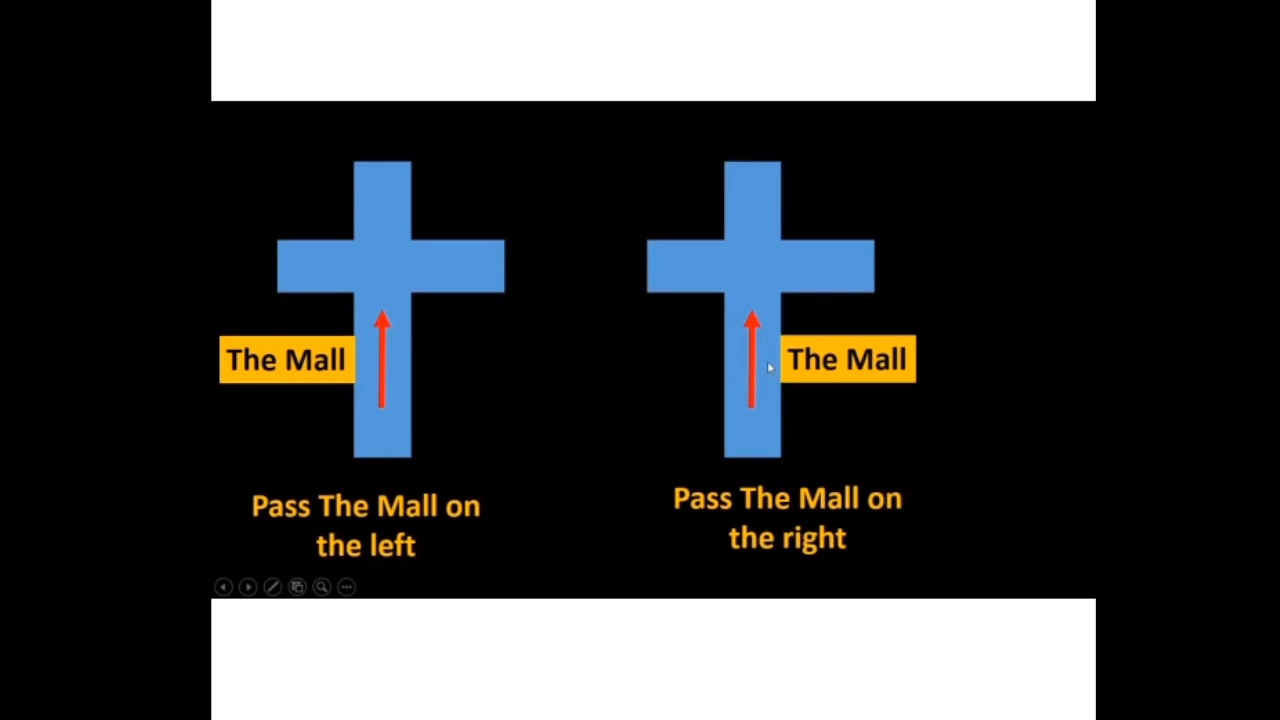 The Mall
The Mall
Pass The Mall on
the left
Pass The Mall on
the right